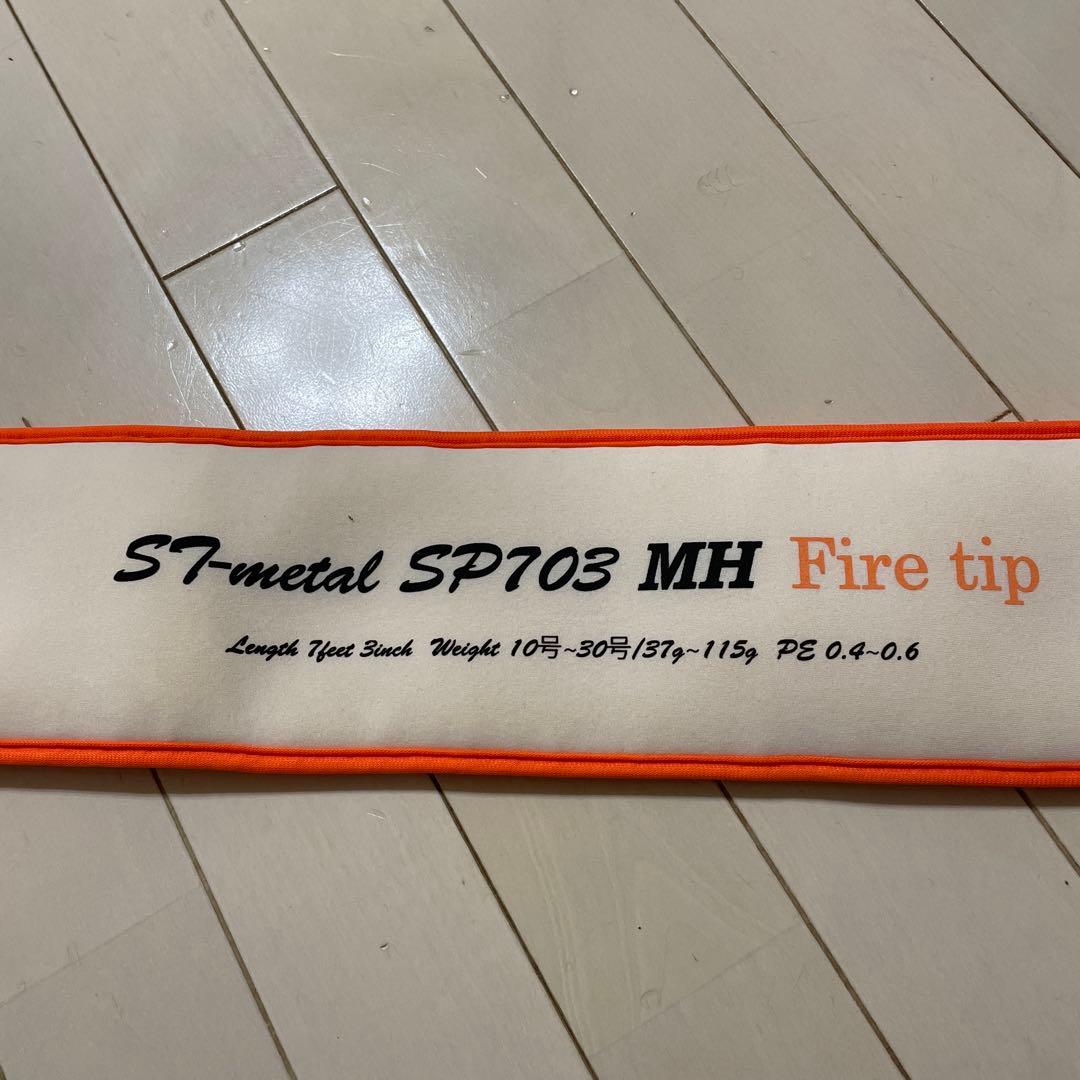 ST-metal SP703 MH Fire tip
Length 7feet 3inch Weight 10号~30号/37g~115g PE 0.4~0.6